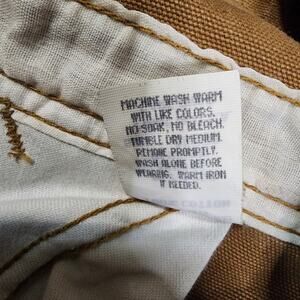 MACHINE WASH WARM
WITH LIKE COLORS.
NO SOAK, NO BLEACH.
TUMBLE DRY MEDIUM.
REMOVE PROMPTLY.
WASH ALONE BEFORE
WEARING. WARM IRON
IF NEEDED.